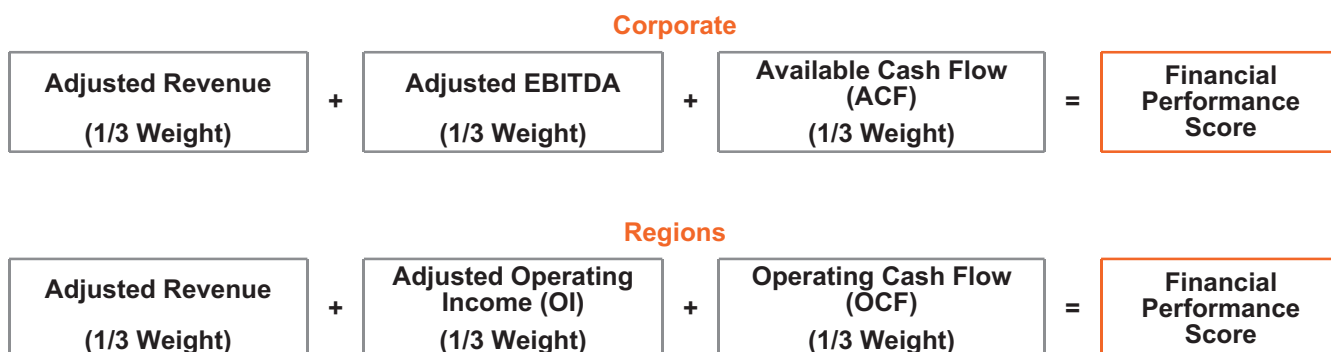 Corporate
Adjusted Revenue
(1/3 Weight)
+
Adjusted EBITDA
(1/3 Weight)
+
Available Cash Flow
(ACF)
(1/3 Weight)
=
Financial
Performance
Score
Regions
Adjusted Revenue
(1/3 Weight)
+
Adjusted Operating
Income (OI)
(1/3 Weight)
+
Operating Cash Flow
(OCF)
(1/3 Weight)
=
Financial
Performance
Score